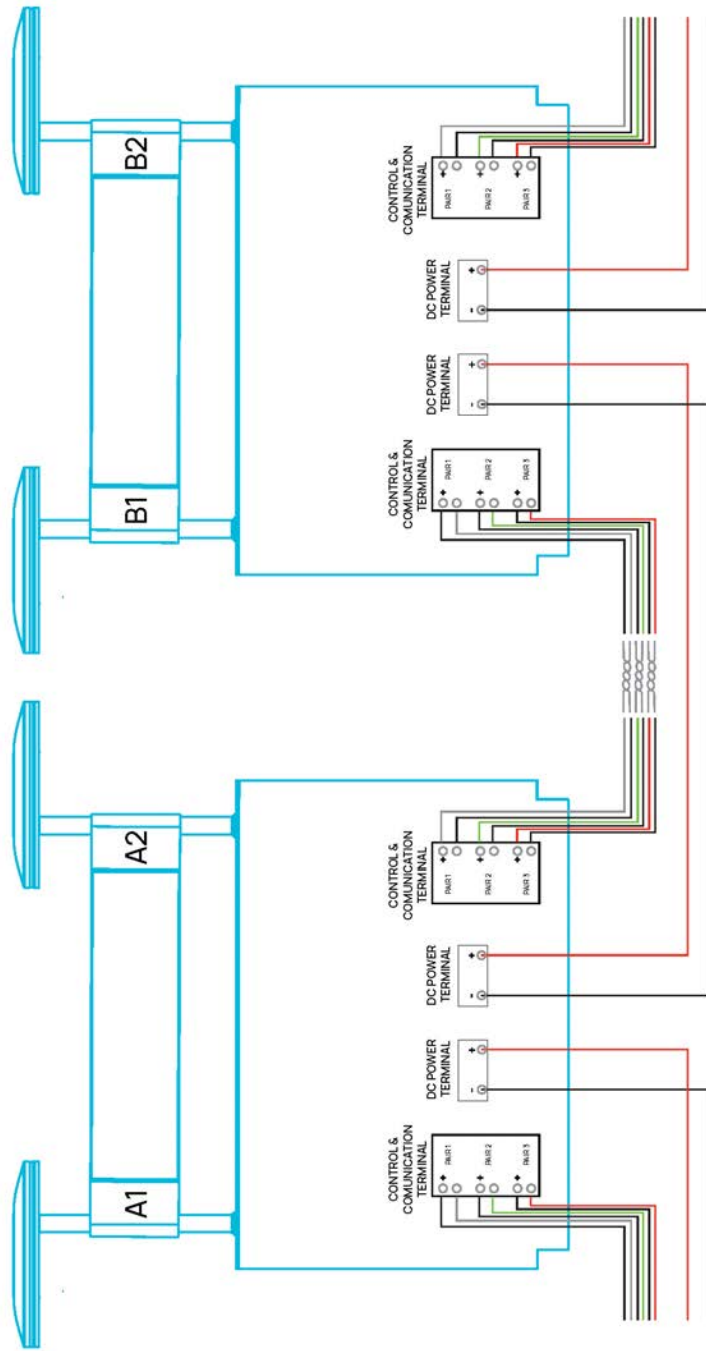 A1
A2
B1
B2
CONTROL &
COMUNICATION
TERMINAL
+ PAIR 1
+ PAIR 2
+ PAIR 3
DC POWER
TERMINAL
- +
DC POWER
TERMINAL
- +
CONTROL &
COMUNICATION
TERMINAL
PAIR 1 +
PAIR 2 +
PAIR 3 +
CONTROL &
COMUNICATION
TERMINAL
+ PAIR 1
+ PAIR 2
+ PAIR 3
DC POWER
TERMINAL
- +
DC POWER
TERMINAL
- +
CONTROL &
COMUNICATION
TERMINAL
PAIR 1 +
PAIR 2 +
PAIR 3 +